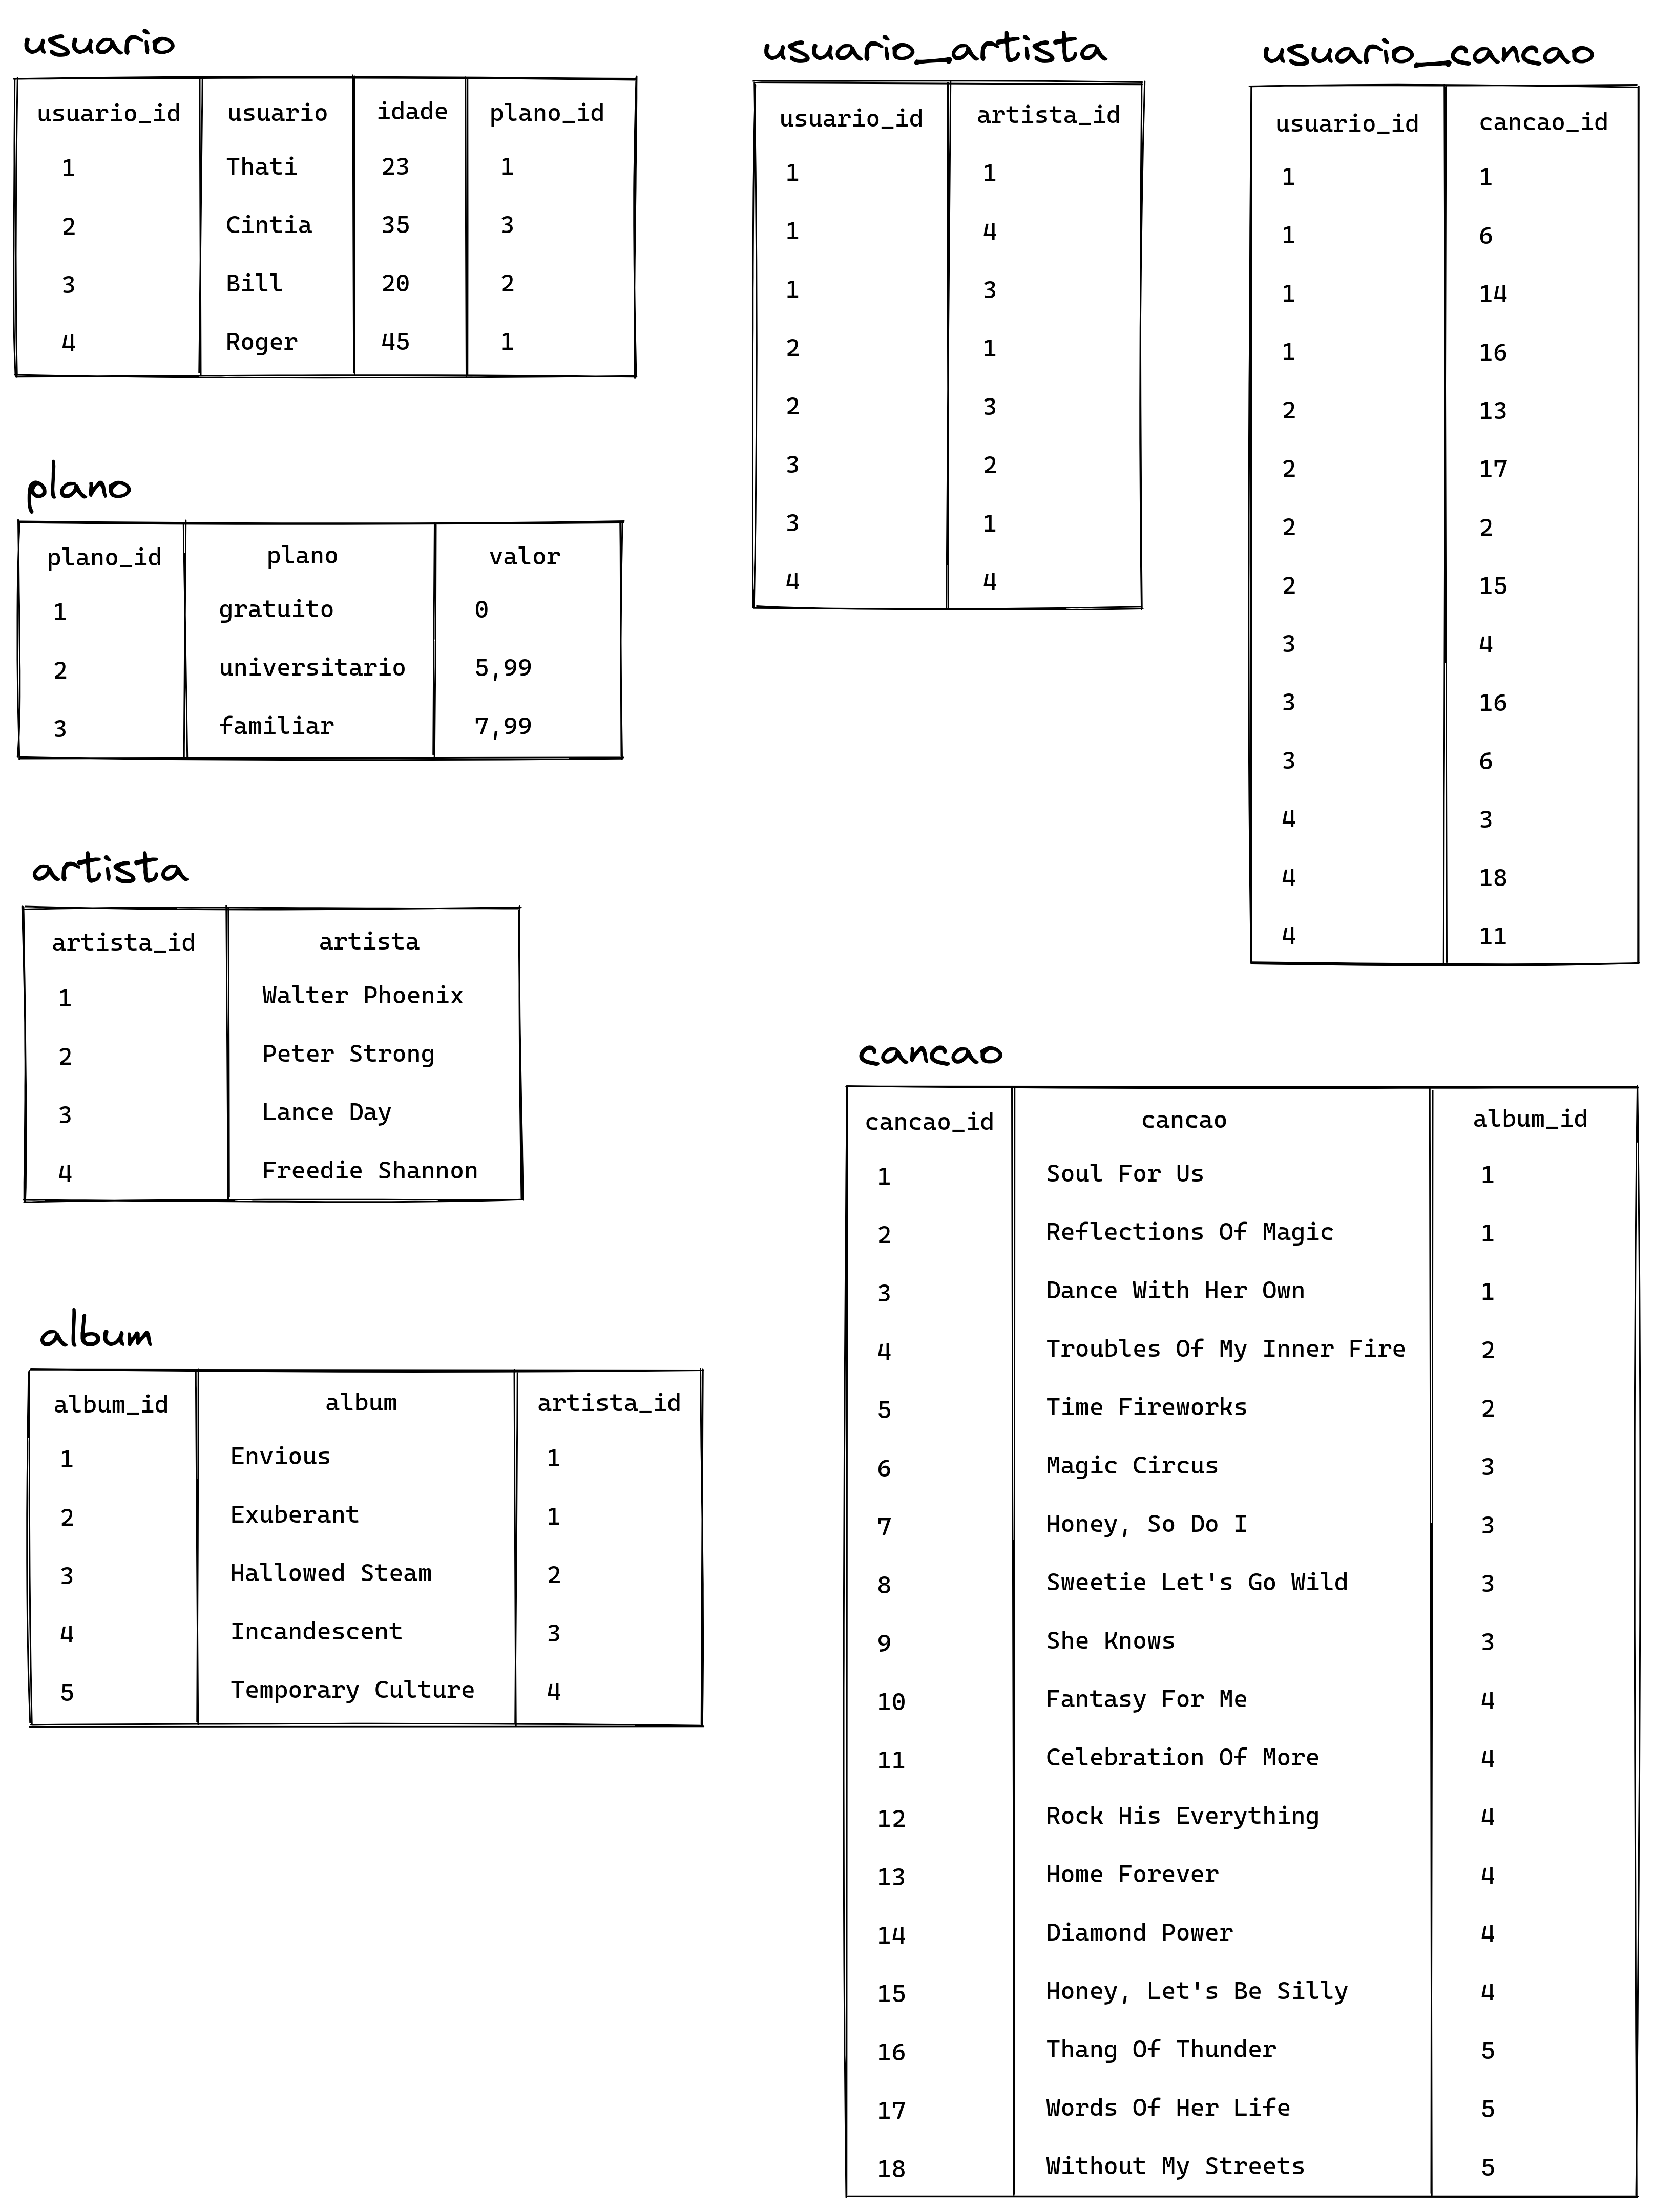 usuario
usuario_id usuario idade plano_id
1 Thati 23 1
2 Cintia 35 3
3 Bill 20 2
4 Roger 45 1
plano
plano_id plano valor
1 gratuito 0
2 universitario 5,99
3 familiar 7,99
artista
artista_id artista
1 Walter Phoenix
2 Peter Strong
3 Lance Day
4 Freedie Shannon
album
album_id album artista_id
1 Envious 1
2 Exuberant 1
3 Hallowed Steam 2
4 Incandescent 3
5 Temporary Culture 4
usuario_artista
usuario_id artista_id
1 1
1 4
1 3
2 1
2 3
3 2
3 1
4 4
usuario_cancao
usuario_id cancao_id
1 1
1 6
1 14
1 16
2 13
2 17
2 2
2 15
3 4
3 16
3 6
4 3
4 18
4 11
cancao
cancao_id cancao album_id
1 Soul For Us 1
2 Reflections Of Magic 1
3 Dance With Her Own 1
4 Troubles Of My Inner Fire 2
5 Time Fireworks 2
6 Magic Circus 3
7 Honey, So Do I 3
8 Sweetie Let's Go Wild 3
9 She Knows 3
10 Fantasy For Me 4
11 Celebration Of More 4
12 Rock His Everything 4
13 Home Forever 4
14 Diamond Power 4
15 Honey, Let's Be Silly 4
16 Thang Of Thunder 5
17 Words Of Her Life 5
18 Without My Streets 5